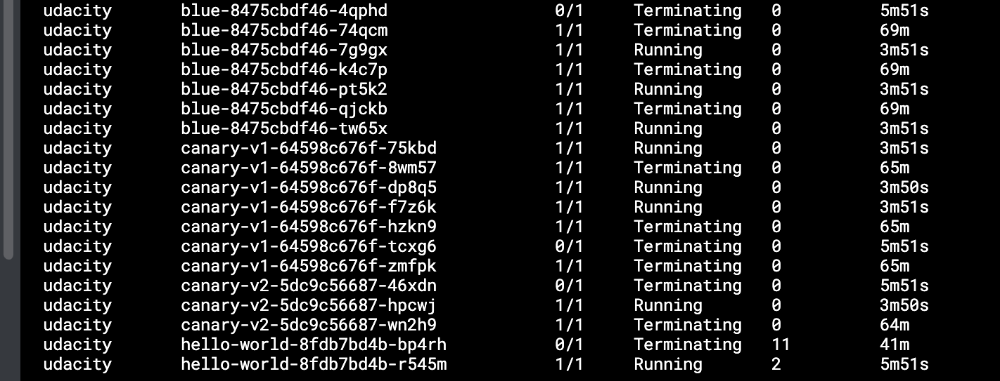 udacity blue-8475cbdf46-4qphd 0/1 Terminating 0 5m51s
udacity blue-8475cbdf46-74qcm 1/1 Terminating 0 69m
udacity blue-8475cbdf46-7g9gx 1/1 Running 0 3m51s
udacity blue-8475cbdf46-k4c7p 1/1 Terminating 0 69m
udacity blue-8475cbdf46-pt5k2 1/1 Running 0 3m51s
udacity blue-8475cbdf46-qjckb 1/1 Terminating 0 69m
udacity blue-8475cbdf46-tw65x 1/1 Running 0 3m51s
udacity canary-v1-64598c676f-75kbd 1/1 Running 0 3m51s
udacity canary-v1-64598c676f-8wm57 1/1 Terminating 0 65m
udacity canary-v1-64598c676f-dp8q5 1/1 Running 0 3m50s
udacity canary-v1-64598c676f-f7z6k 1/1 Running 0 3m51s
udacity canary-v1-64598c676f-hzkn9 1/1 Terminating 0 65m
udacity canary-v1-64598c676f-tcxg6 0/1 Terminating 0 5m51s
udacity canary-v1-64598c676f-zmfpk 1/1 Terminating 0 65m
udacity canary-v2-5dc9c56687-46xdn 0/1 Terminating 0 5m51s
udacity canary-v2-5dc9c56687-hpcwj 1/1 Running 0 3m50s
udacity canary-v2-5dc9c56687-wn2h9 1/1 Terminating 0 64m
udacity hello-world-8fdb7bd4b-bp4rh 0/1 Terminating 11 41m
udacity hello-world-8fdb7bd4b-r545m 1/1 Running 2 5m51s